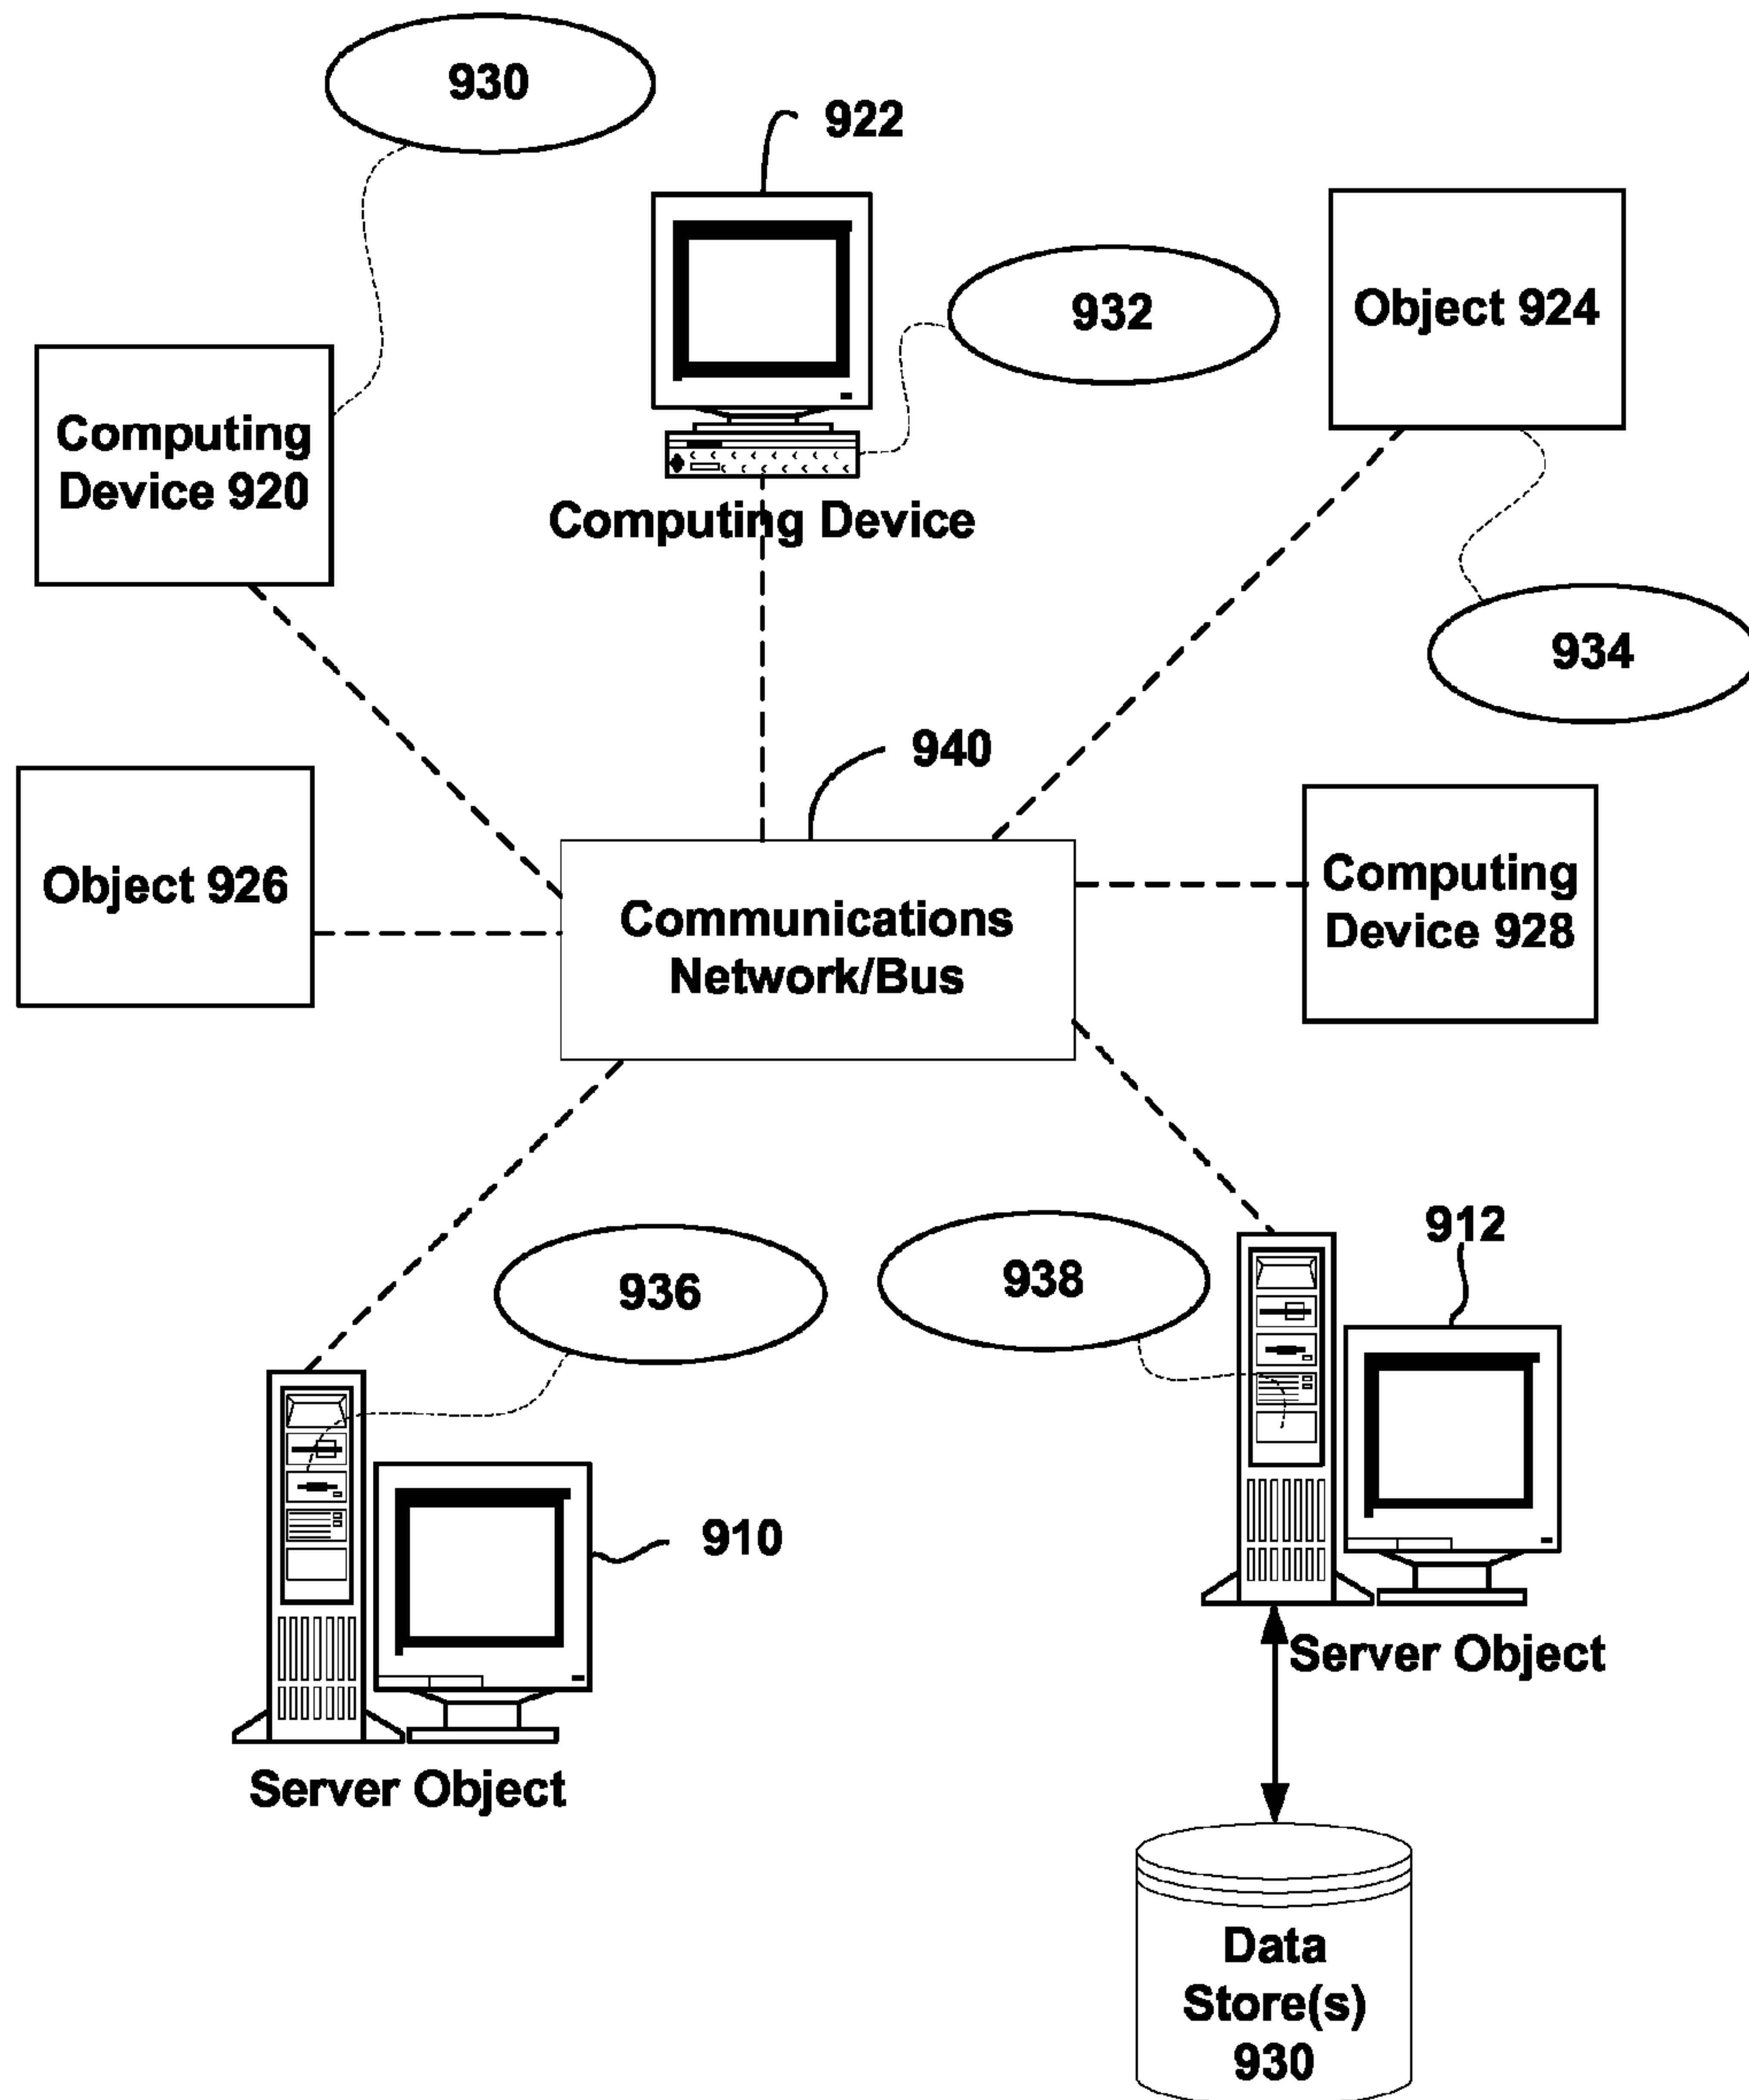 930
922
932
Object 924
Computing
Device 920
Computing Device
934
940
Object 926
Computing
Device 928
Communications
Network/Bus
936
938
912
910
Server Object
Server Object
Data
Store(s)
930